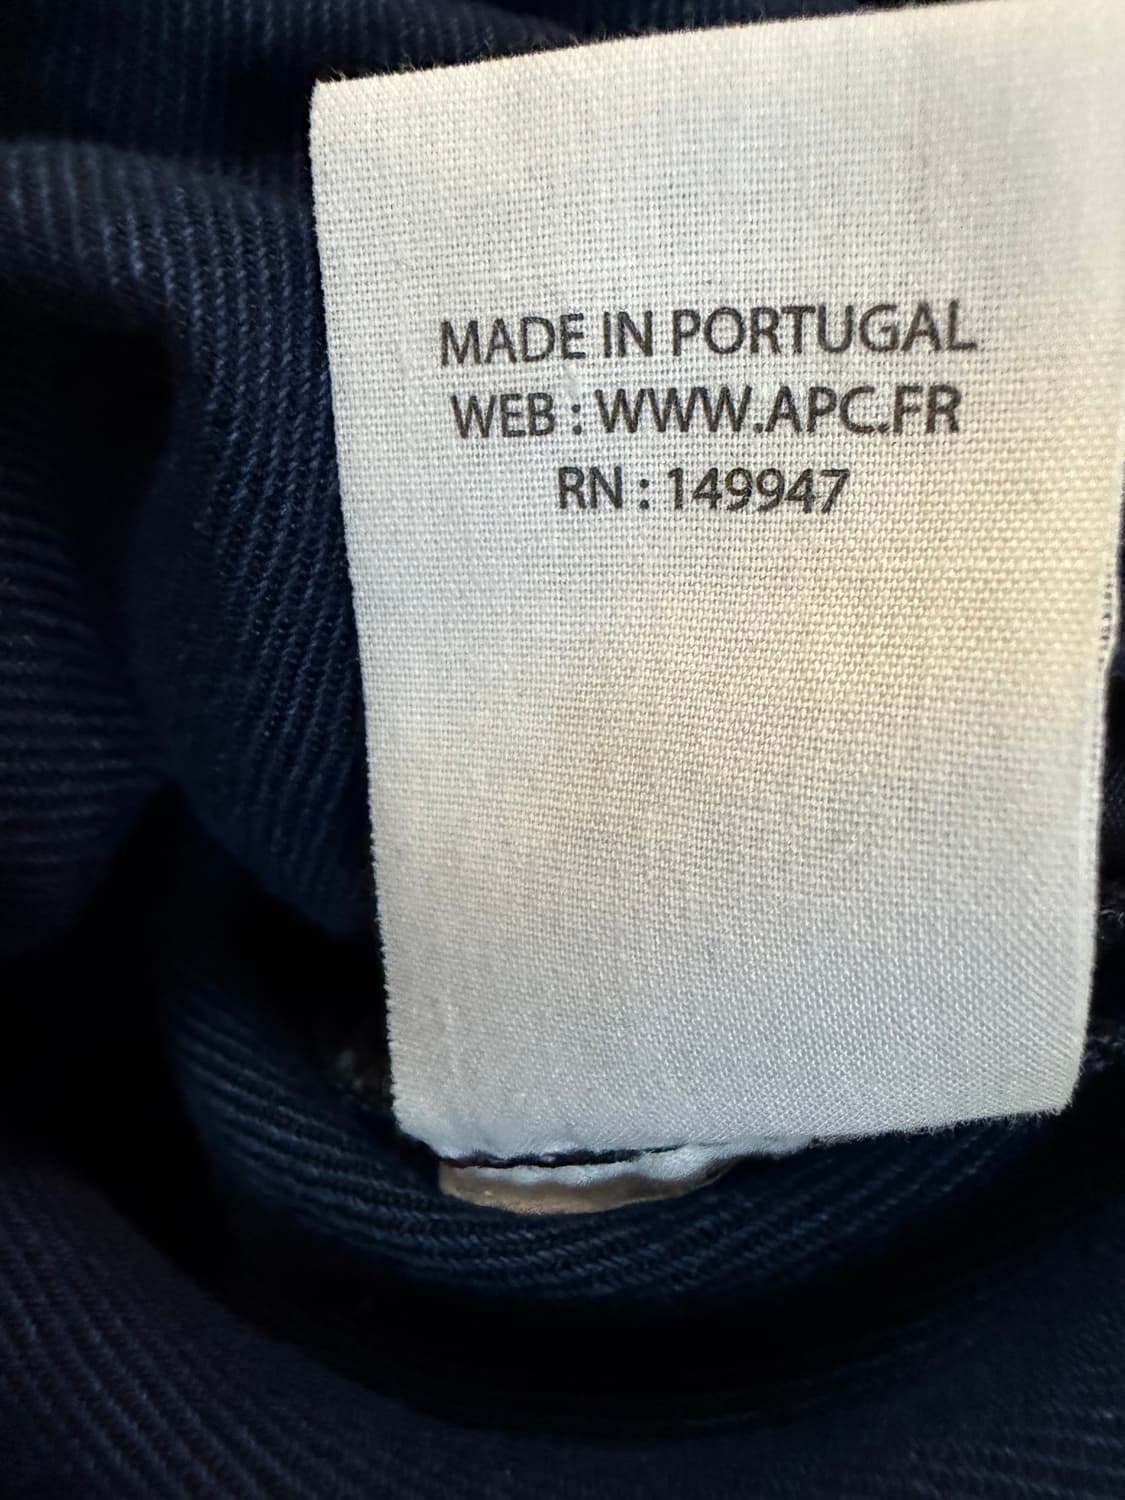 MADE IN PORTUGAL
WEB : WWW.APC.FR
RN : 149947